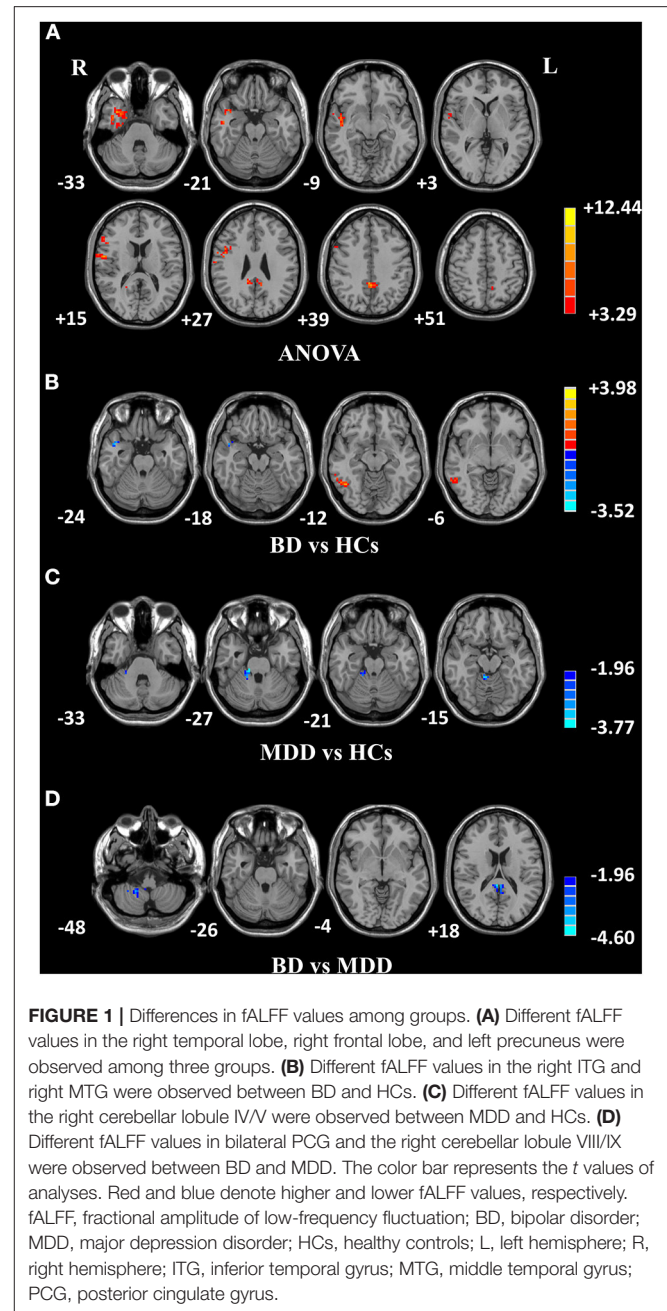 A
R
L
-33
-21
-9
+3
+12.44
+3.29
+15
+27
+39
+51
ANOVA
B
+3.98
-3.52
-24
-18
-12
-6
BD vs HCs
C
-1.96
-3.77
-33
-27
-21
-15
MDD vs HCs
D
-1.96
-4.60
-48
-26
-4
+18
BD vs MDD
FIGURE 1 | Differences in fALFF values among groups. (A) Different fALFF
values in the right temporal lobe, right frontal lobe, and left precuneus were
observed among three groups. (B) Different fALFF values in the right ITG and
right MTG were observed between BD and HCs. (C) Different fALFF values in
the right cerebellar lobule IV/V were observed between MDD and HCs. (D)
Different fALFF values in bilateral PCG and the right cerebellar lobule VIII/IX
were observed between BD and MDD. The color bar represents the t values of
analyses. Red and blue denote higher and lower fALFF values, respectively.
fALFF, fractional amplitude of low-frequency fluctuation; BD, bipolar disorder;
MDD, major depression disorder; HCs, healthy controls; L, left hemisphere; R,
right hemisphere; ITG, inferior temporal gyrus; MTG, middle temporal gyrus;
PCG, posterior cingulate gyrus.